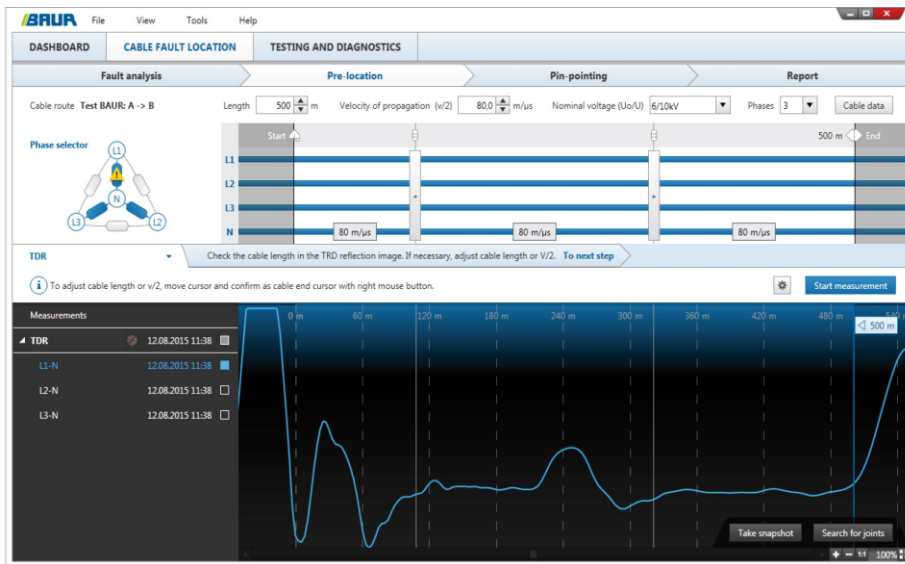 BAUR File View Tools Help
DASHBOARD CABLE FAULT LOCATION TESTING AND DIAGNOSTICS
Fault analysis Pre-location Pin-pointing Report
Cable route Test BAUR: A -> B Length 500 m Velocity of propagation (v/2) 80,0 m/µs Nominal voltage (Uo/U) 6/10kV Phases 3 Cable data
Start 500 m End
Phase selector
L1
N
L3 L2
L1
L2
L3
N
80 m/µs 80 m/µs 80 m/µs
TDR Check the cable length in the TRD reflection image. If necessary, adjust cable length or V/2. To next step
i To adjust cable length or v/2, move cursor and confirm as cable end cursor with right mouse button. Start measurement
Measurements 0 m 60 m 120 m 180 m 240 m 300 m 360 m 420 m 480 m 540
500 m
TDR 12.08.2015 11:38
L1-N 12.08.2015 11:38
L2-N 12.08.2015 11:38
L3-N 12.08.2015 11:38
Take snapshot Search for joints
1:1 100%